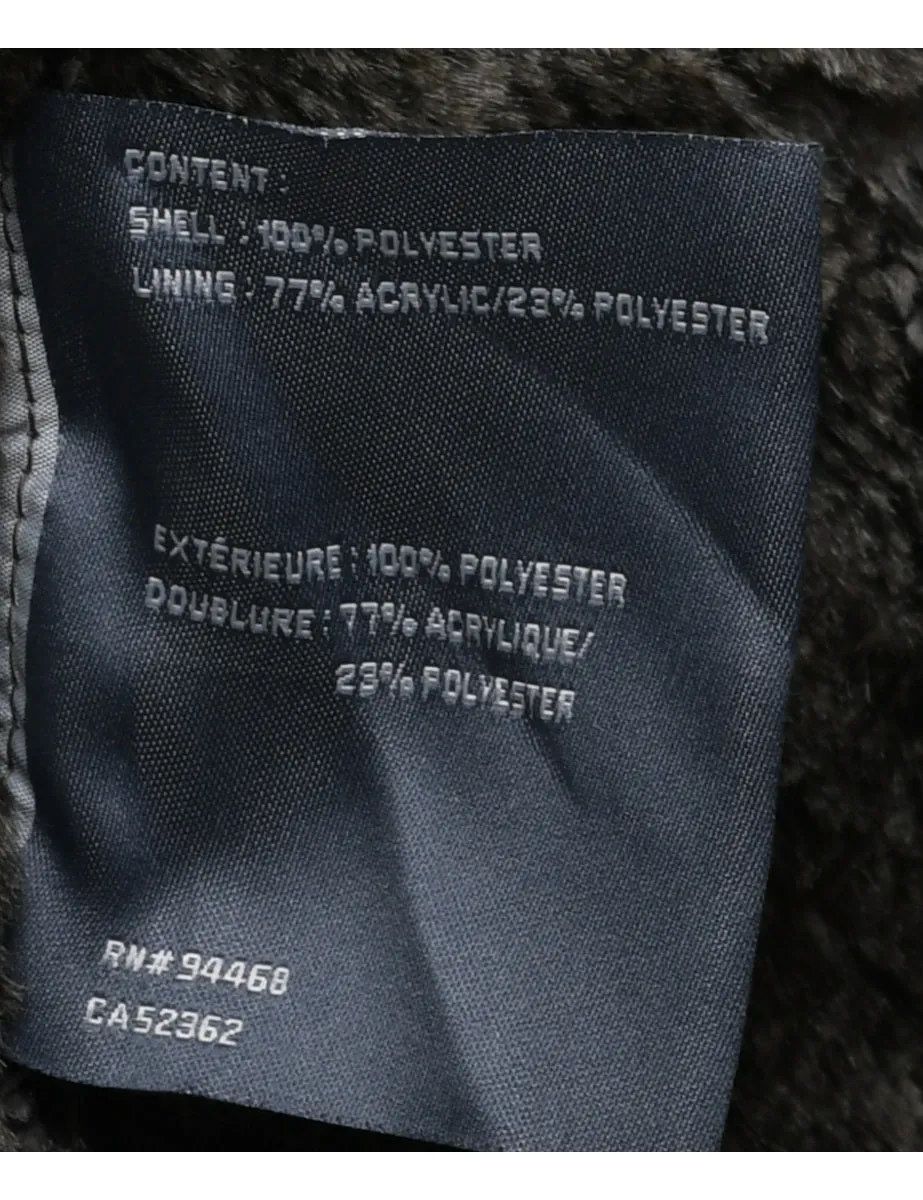 CONTENT :
SHELL : 100% POLYESTER
LINING : 77% ACRYLIC/23% POLYESTER
EXTÉRIEURE : 100% POLYESTER
DOUBLURE : 77% ACRYLIQUE/
23% POLYESTER
RN# 94468
CA52362